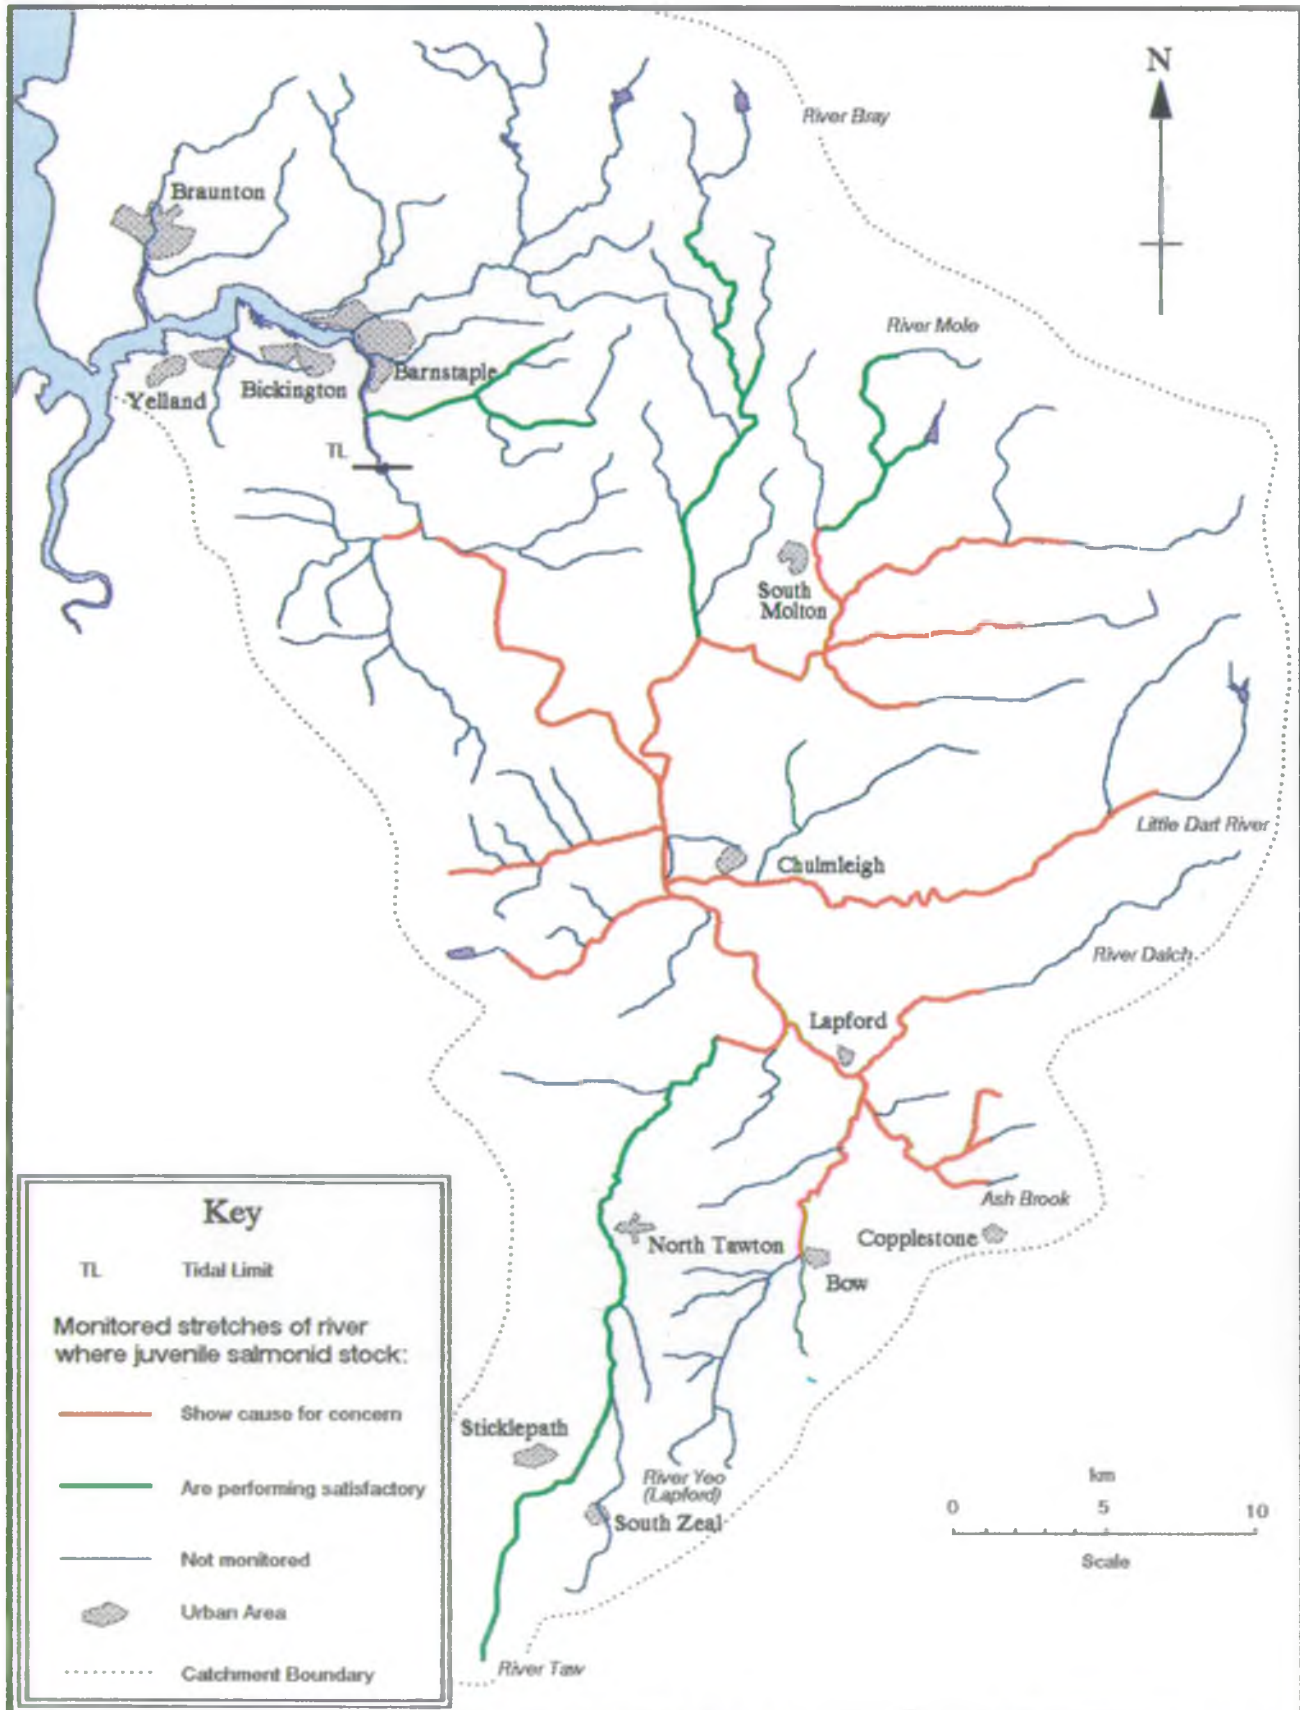 N
River Bray
Braunton
River Mole
Barnstaple
Bickington
Yelland
TL
South
Molton
Little Dart River
Chulmleigh
River Dalch
Lapford
Ash Brook
Copplestone
North Tawton
Bow
Sticklepath
River Yeo
(Lapford)
South Zeal
River Taw
km
0 5 10
Scale
Key
TL Tidal Limit
Monitored stretches of river
where juvenile salmonid stock:
Show cause for concern
Are performing satisfactory
Not monitored
Urban Area
Catchment Boundary